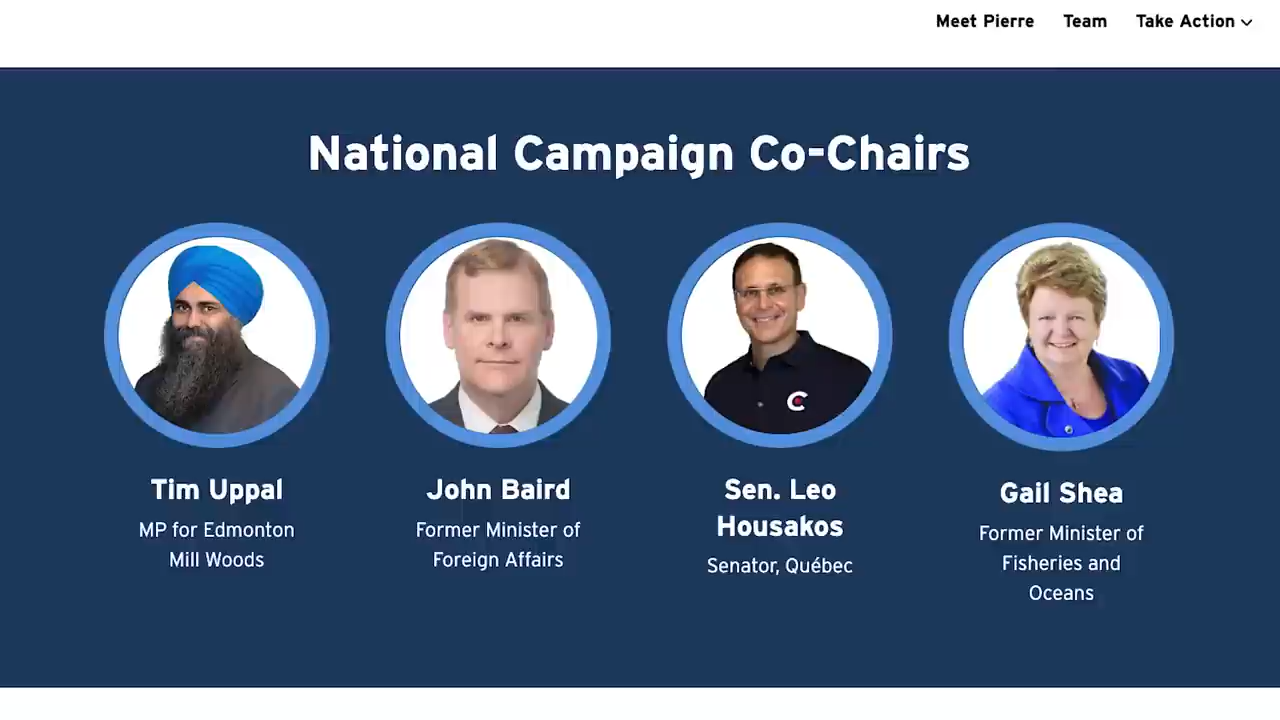 Meet Pierre Team Take Action
National Campaign Co-Chairs
Tim Uppal
MP for Edmonton
Mill Woods
John Baird
Former Minister of
Foreign Affairs
Sen. Leo
Housakos
Senator, Québec
Gail Shea
Former Minister of
Fisheries and
Oceans